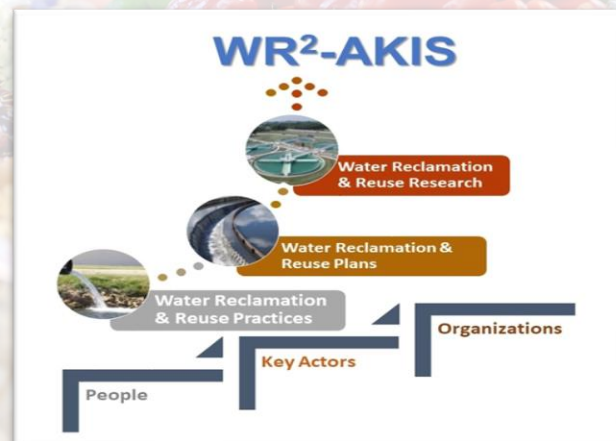 WR²-AKIS
Water Reclamation
& Reuse Research
Water Reclamation &
Reuse Plans
Water Reclamation
& Reuse Practices
Organizations
Key Actors
People